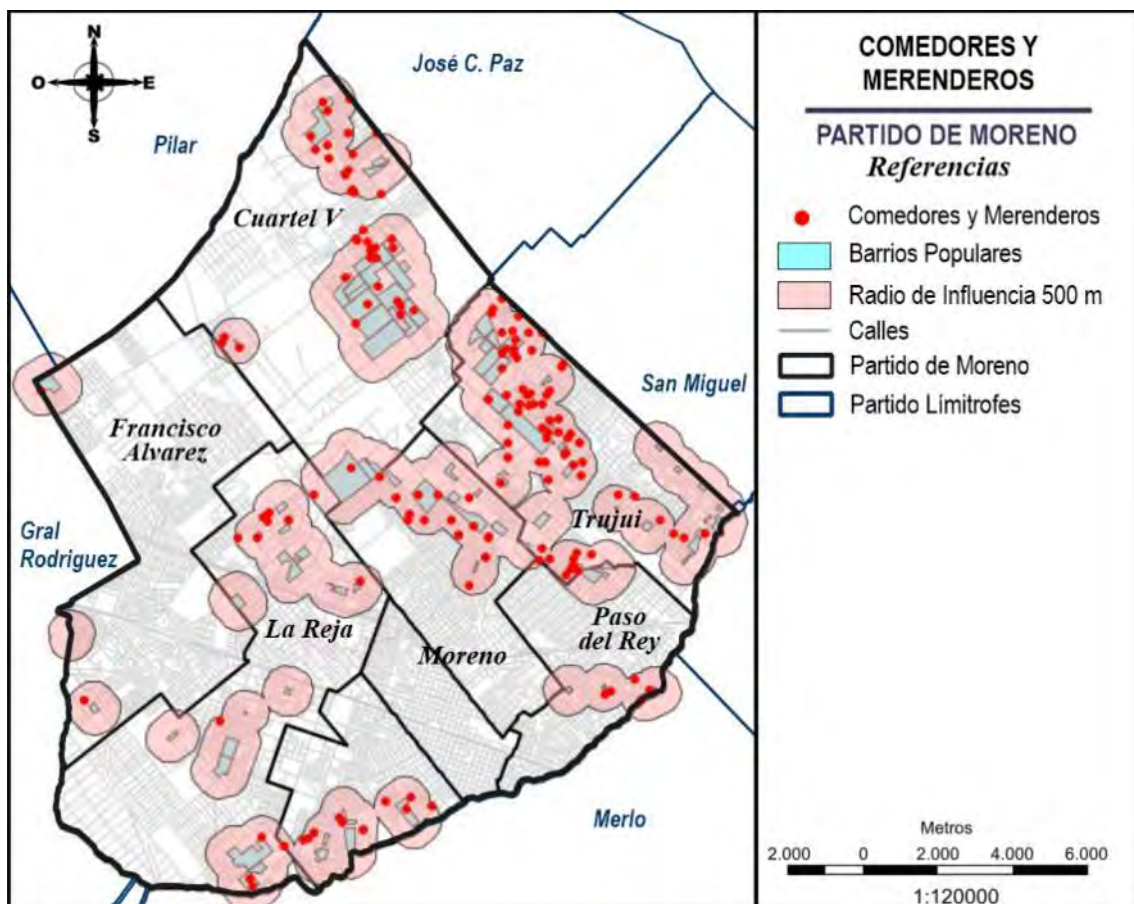 N
O E
S
José C. Paz
Pilar
Cuartel V
San Miguel
Francisco
Alvarez
Gral
Rodriguez
Trujui
La Reja
Paso
del Rey
Moreno
Merlo
COMEDORES Y
MERENDEROS
PARTIDO DE MORENO
Referencias
Comedores y Merenderos
Barrios Populares
Radio de Influencia 500 m
Calles
Partido de Moreno
Partido Límitrofes
Metros
2.000 0 2.000 4.000 6.000
1:120000